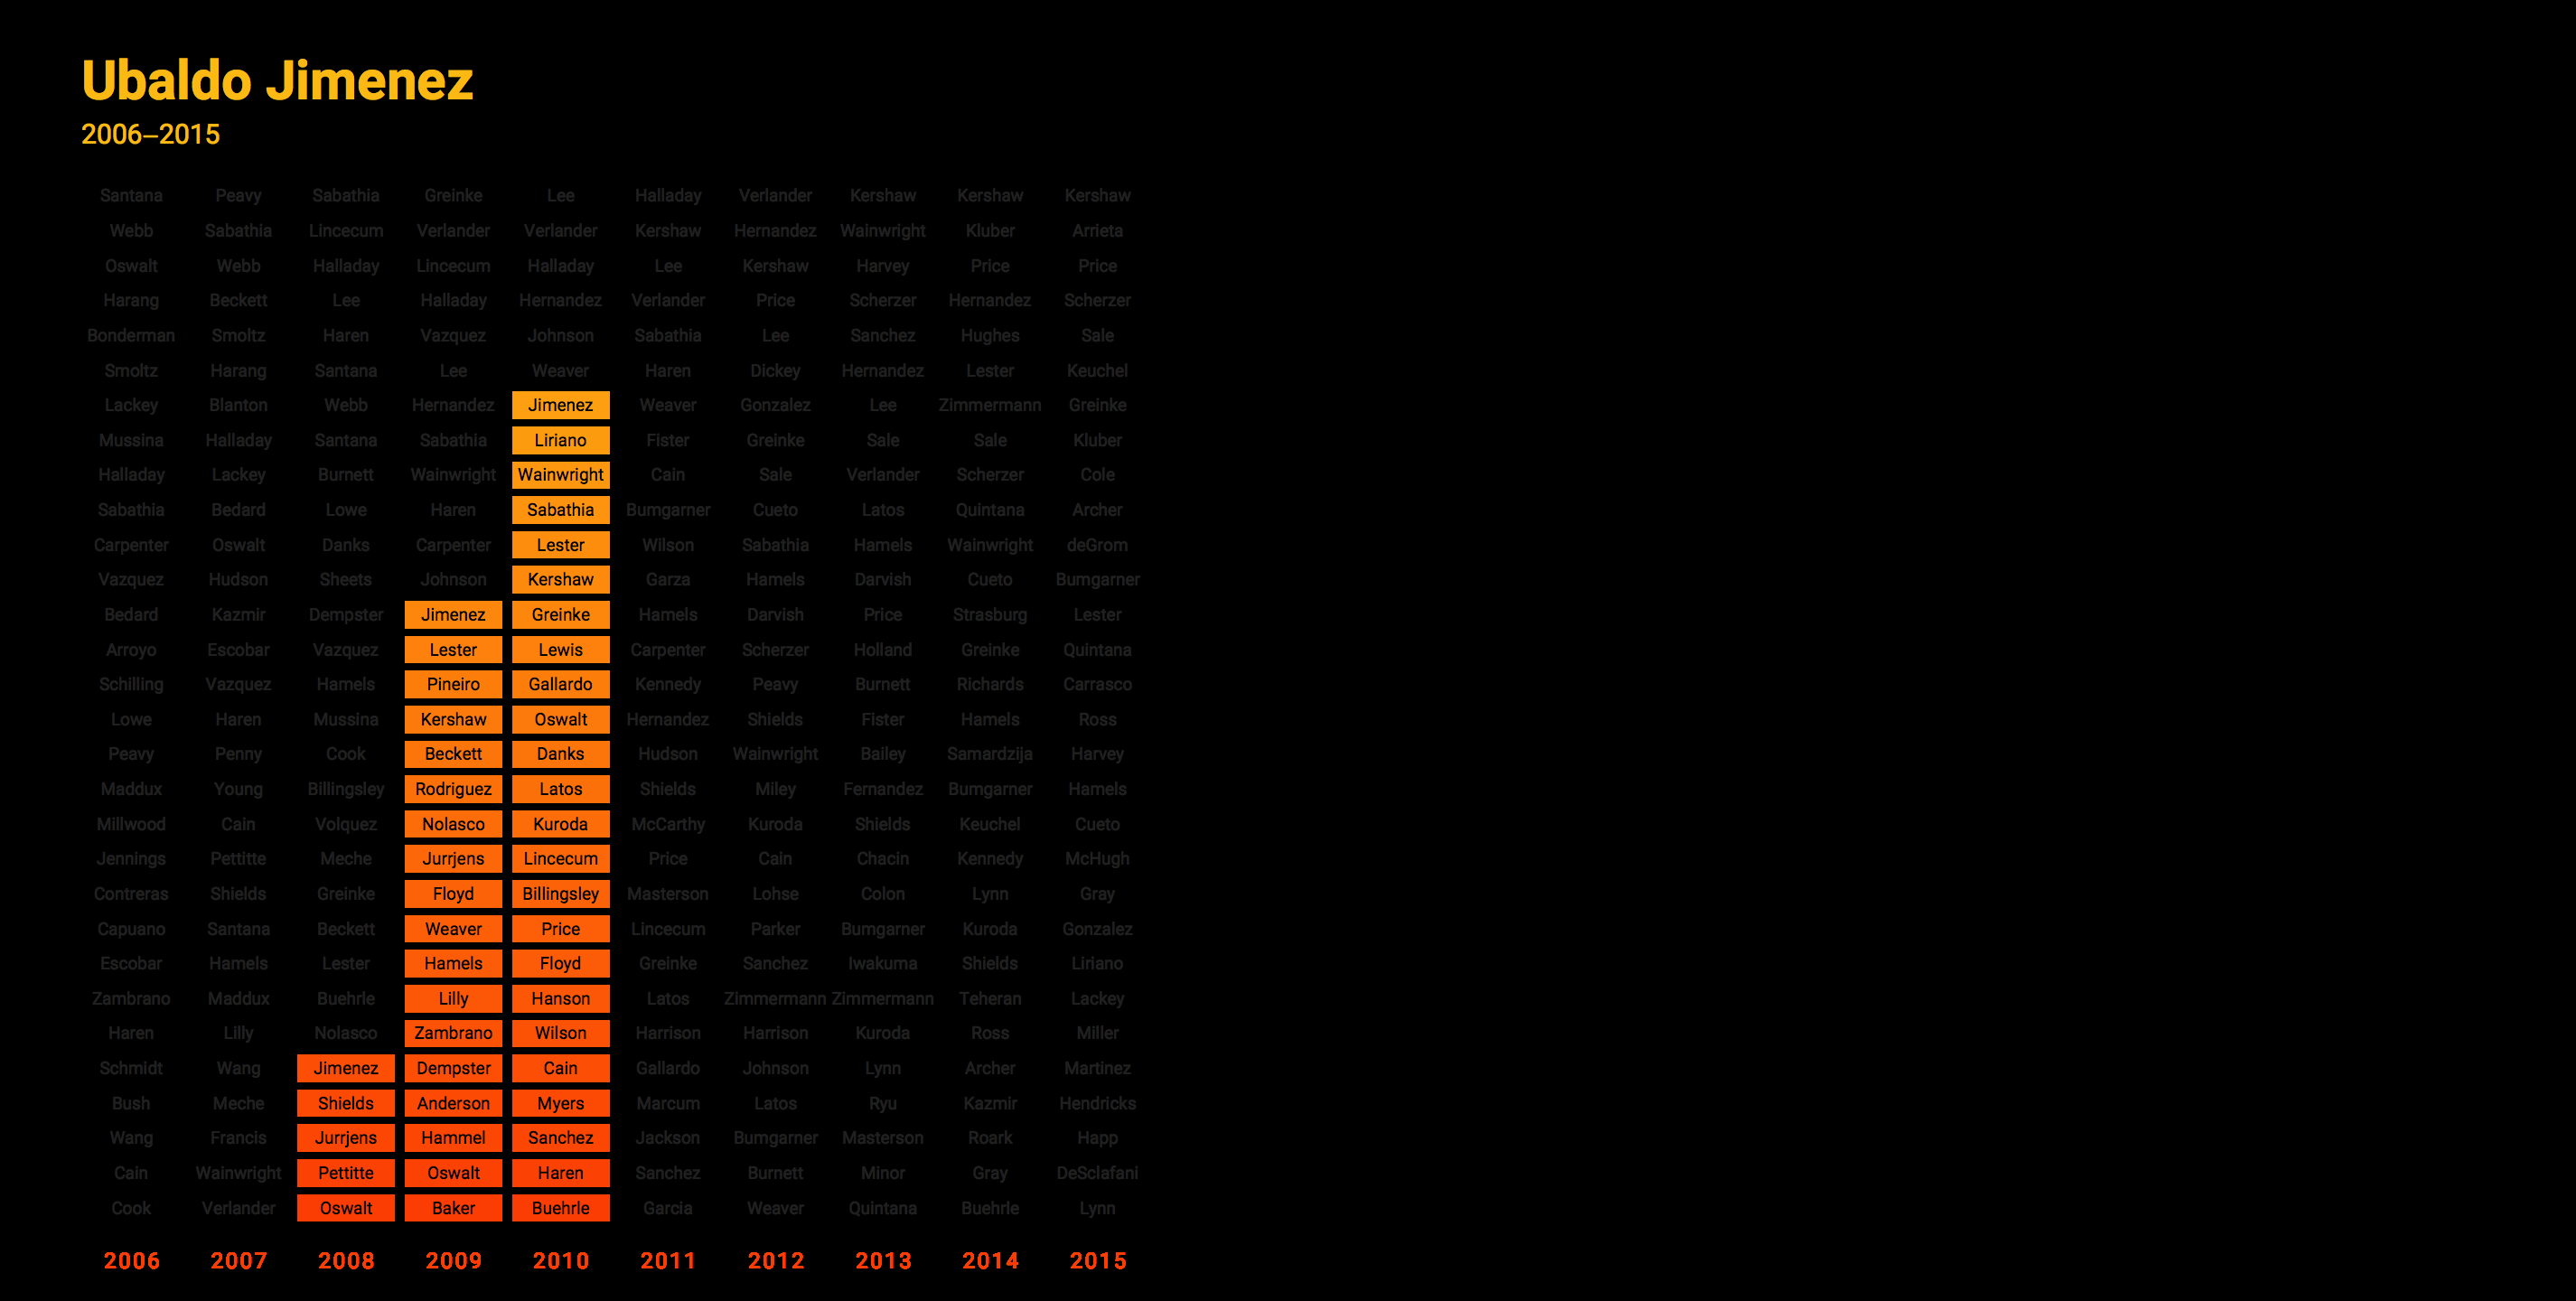 Ubaldo Jimenez
2006–2015
Santana Peavy Sabathia Greinke Lee Halladay Verlander Kershaw Kershaw Kershaw
Webb Sabathia Lincecum Verlander Verlander Kershaw Hernandez Wainwright Kluber Arrieta
Oswalt Webb Halladay Lincecum Halladay Lee Kershaw Harvey Price Price
Harang Beckett Lee Halladay Hernandez Verlander Price Scherzer Hernandez Scherzer
Bonderman Smoltz Haren Vazquez Johnson Sabathia Lee Sanchez Hughes Sale
Smoltz Harang Santana Lee Weaver Haren Dickey Hernandez Lester Keuchel
Lackey Blanton Webb Hernandez Jimenez Weaver Gonzalez Lee Zimmermann Greinke
Mussina Halladay Santana Sabathia Liriano Fister Greinke Sale Sale Kluber
Halladay Lackey Burnett Wainwright Wainwright Cain Sale Verlander Scherzer Cole
Sabathia Bedard Lowe Haren Sabathia Bumgarner Cueto Latos Quintana Archer
Carpenter Oswalt Danks Carpenter Lester Wilson Sabathia Hamels Wainwright deGrom
Vazquez Hudson Sheets Johnson Kershaw Garza Hamels Darvish Cueto Bumgarner
Bedard Kazmir Dempster Jimenez Greinke Hamels Darvish Price Strasburg Lester
Arroyo Escobar Vazquez Lester Lewis Carpenter Scherzer Holland Greinke Quintana
Schilling Vazquez Hamels Pineiro Gallardo Kennedy Peavy Burnett Richards Carrasco
Lowe Haren Mussina Kershaw Oswalt Hernandez Shields Fister Hamels Ross
Peavy Penny Cook Beckett Danks Hudson Wainwright Bailey Samardzija Harvey
Maddux Young Billingsley Rodriguez Latos Shields Miley Fernandez Bumgarner Hamels
Millwood Cain Volquez Nolasco Kuroda McCarthy Kuroda Shields Keuchel Cueto
Jennings Pettitte Meche Jurrjens Lincecum Price Cain Chacin Kennedy McHugh
Contreras Shields Greinke Floyd Billingsley Masterson Lohse Colon Lynn Gray
Capuano Santana Beckett Weaver Price Lincecum Parker Bumgarner Kuroda Gonzalez
Escobar Hamels Lester Hamels Floyd Greinke Sanchez Iwakuma Shields Liriano
Zambrano Maddux Buehrle Lilly Hanson Latos Zimmermann Zimmermann Teheran Lackey
Haren Lilly Nolasco Zambrano Wilson Harrison Harrison Kuroda Ross Miller
Schmidt Wang Jimenez Dempster Cain Gallardo Johnson Lynn Archer Martinez
Bush Meche Shields Anderson Myers Marcum Latos Ryu Kazmir Hendricks
Wang Francis Jurrjens Hammel Sanchez Jackson Bumgarner Masterson Roark Happ
Cain Wainwright Pettitte Oswalt Haren Sanchez Burnett Minor Gray DeSclafani
Cook Verlander Oswalt Baker Buehrle Garcia Weaver Quintana Buehrle Lynn
2006 2007 2008 2009 2010 2011 2012 2013 2014 2015